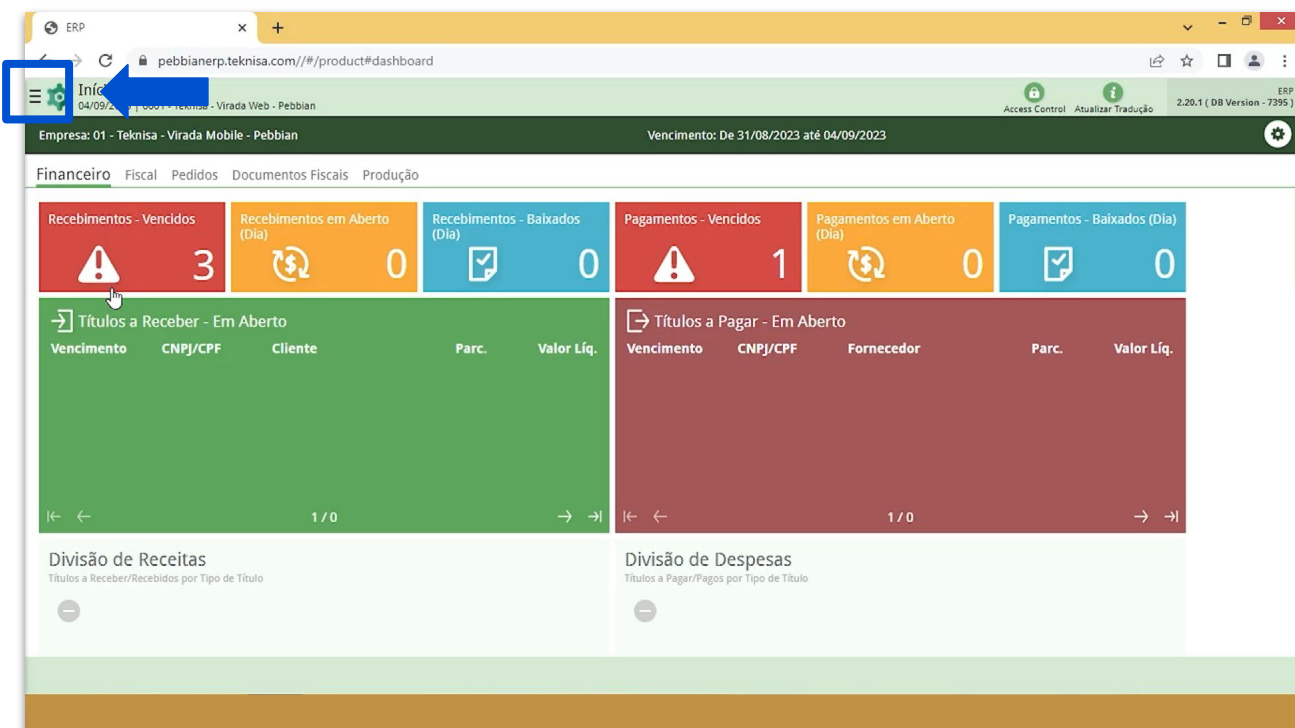 ERP
pebbianerp.teknisa.com//#/product#dashboard
Virada Web - Pebbian
Access Control
Atualizar Tradução
ERP
2.20.1 ( DB Version - 7395 )
Empresa: 01 - Teknisa - Virada Mobile - Pebbian
Vencimento: De 31/08/2023 até 04/09/2023
Financeiro Fiscal Pedidos Documentos Fiscais Produção
Recebimentos - Vencidos
3
Recebimentos em Aberto
(Dia)
0
Recebimentos - Baixados
(Dia)
0
Pagamentos - Vencidos
1
Pagamentos em Aberto
(Dia)
0
Pagamentos - Baixados (Dia)
0
Títulos a Receber - Em Aberto
Vencimento CNPJ/CPF Cliente Parc. Valor Líq.
1 / 0
Títulos a Pagar - Em Aberto
Vencimento CNPJ/CPF Fornecedor Parc. Valor Líq.
1 / 0
Divisão de Receitas
Títulos a Receber/Recebidos por Tipo de Título
Divisão de Despesas
Títulos a Pagar/Pagos por Tipo de Título